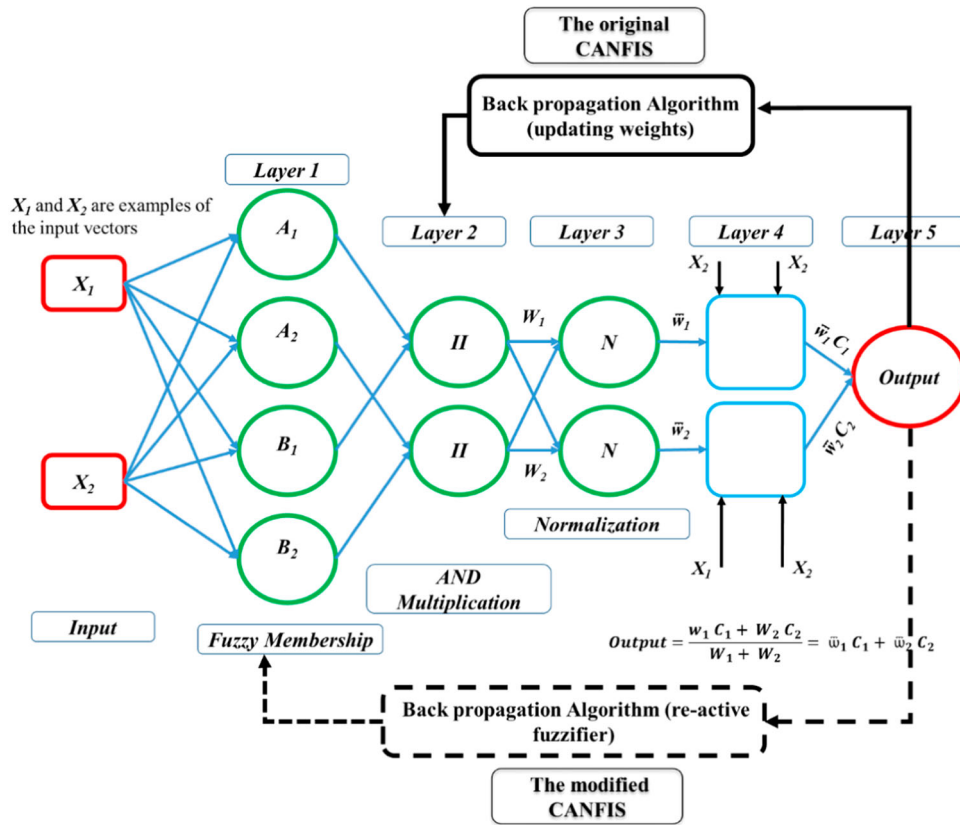 The original
CANFIS
Back propagation Algorithm
(updating weights)
Layer 1
X₁ and X₂ are examples of
the input vectors
Layer 2
Layer 3
Layer 4
Layer 5
X₂ X₂
A₁
X₁
A₂
II
W₁
N
w̄₁
w̄₁ C₁
Output
B₁
X₂
II
W₂
N
w̄₂
w̄₂ C₂
B₂
Normalization
X₁ X₂
AND
Multiplication
Input
Fuzzy Membership
Output = (w₁ C₁ + W₂ C₂) / (W₁ + W₂) = w̄₁ C₁ + w̄₂ C₂
Back propagation Algorithm (re-active
fuzzifier)
The modified
CANFIS